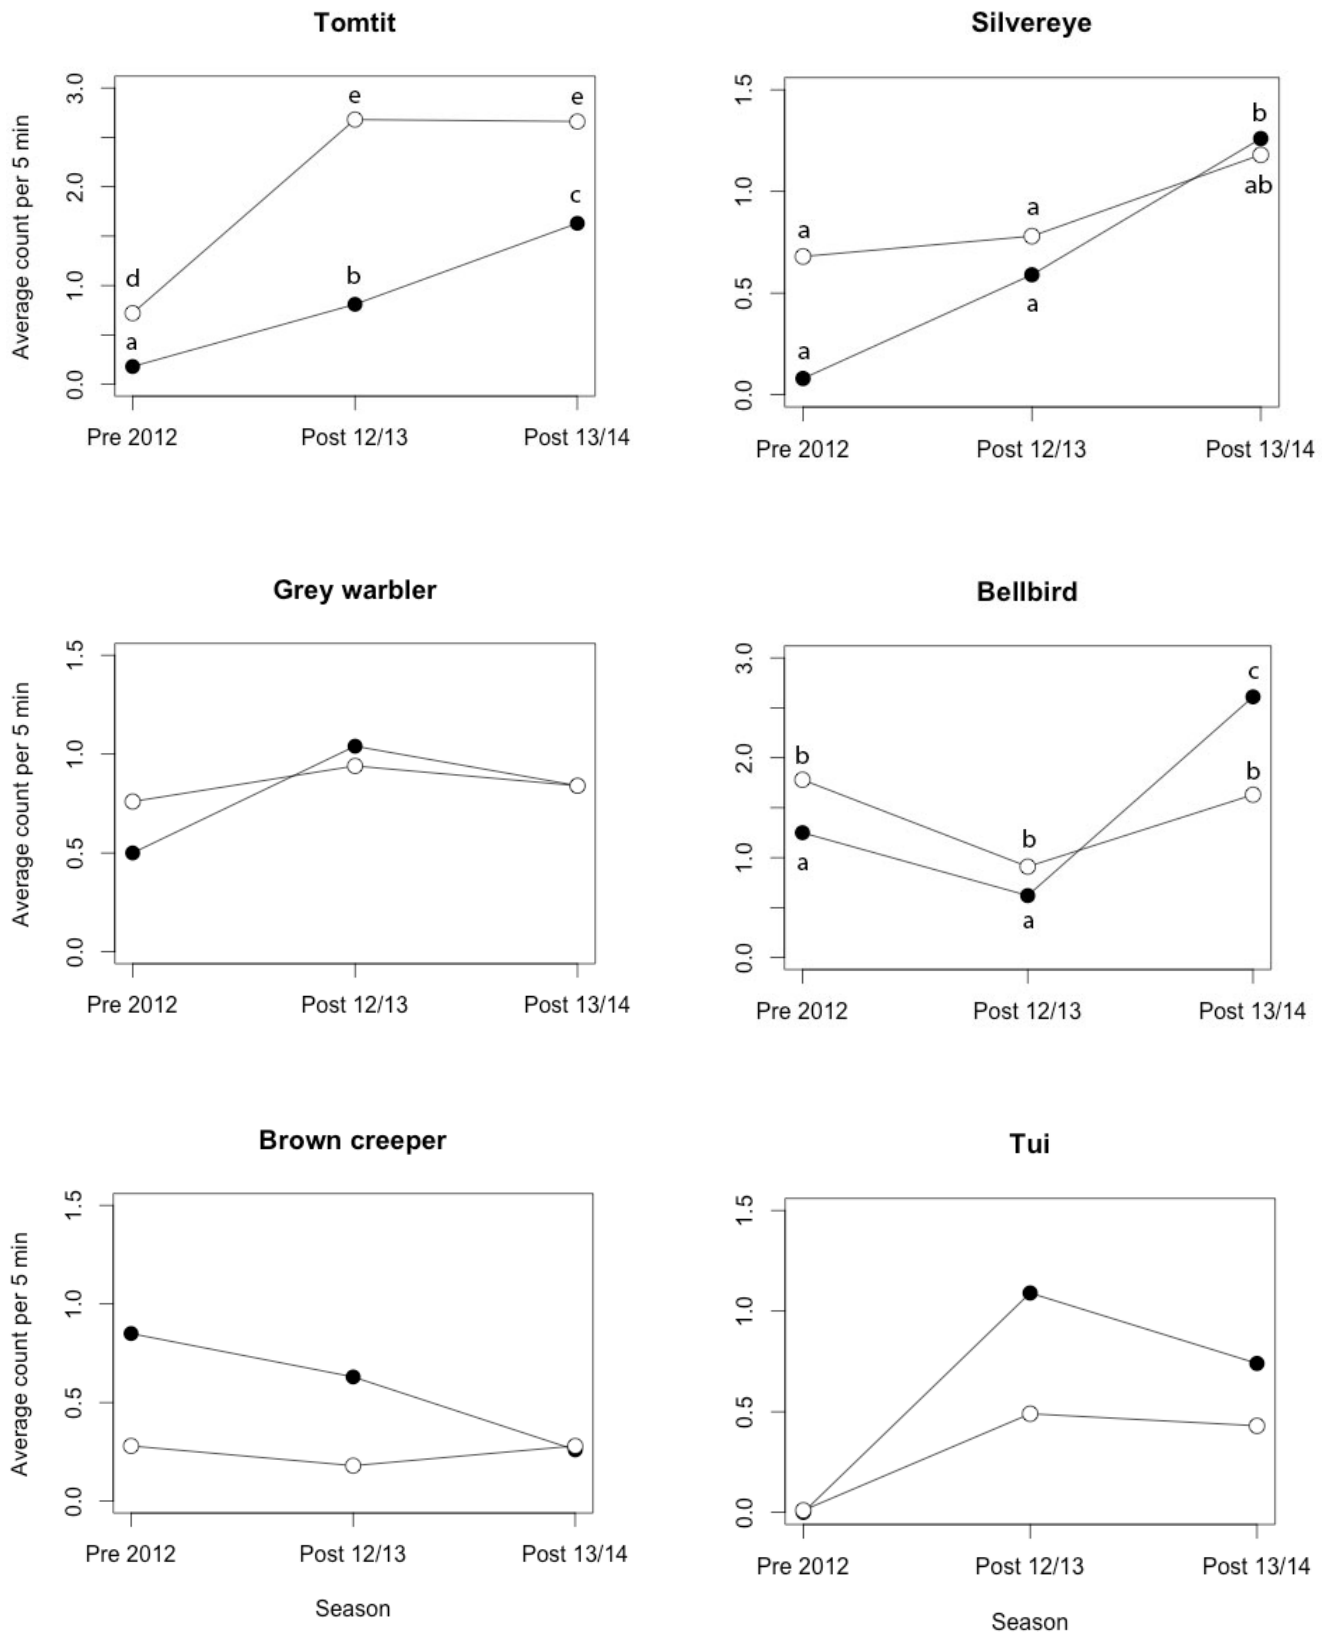 Tomtit
Average count per 5 min
3.0
2.0
1.0
0.0
e
e
d
c
b
a
Pre 2012 Post 12/13 Post 13/14
Silvereye
1.5
1.0
0.5
0.0
b
ab
a
a
a
a
Pre 2012 Post 12/13 Post 13/14
Grey warbler
Average count per 5 min
1.5
1.0
0.5
0.0
Pre 2012 Post 12/13 Post 13/14
Bellbird
3.0
2.0
1.0
0.0
c
b
b
b
a
a
Pre 2012 Post 12/13 Post 13/14
Brown creeper
Average count per 5 min
1.5
1.0
0.5
0.0
Pre 2012 Post 12/13 Post 13/14
Season
Tui
1.5
1.0
0.5
0.0
Pre 2012 Post 12/13 Post 13/14
Season